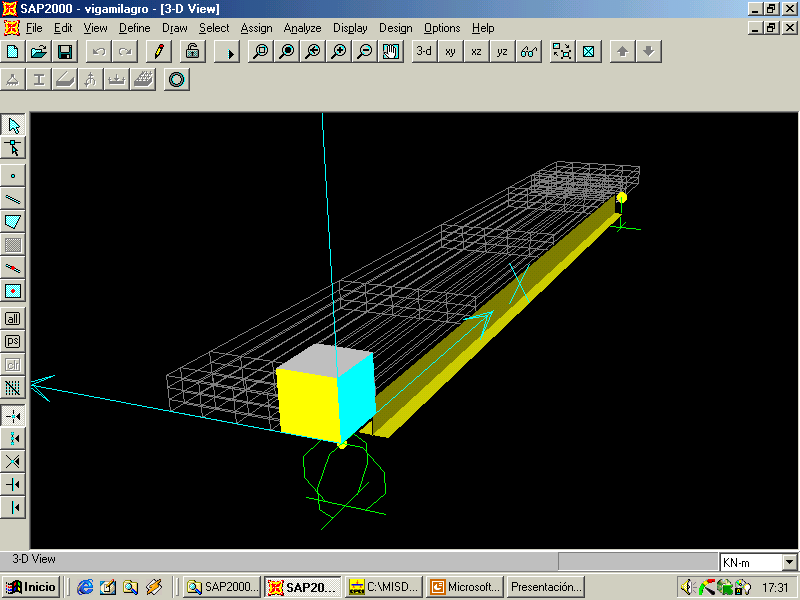 SAP2000 - vigamilagro - [3-D View]
File Edit View Define Draw Select Assign Analyze Display Design Options Help
3-d xy xz yz
all
ps
clr
3-D View
KN-m
Inicio SAP2000... SAP20... C:\MISD... Microsoft... Presentación... 17:31